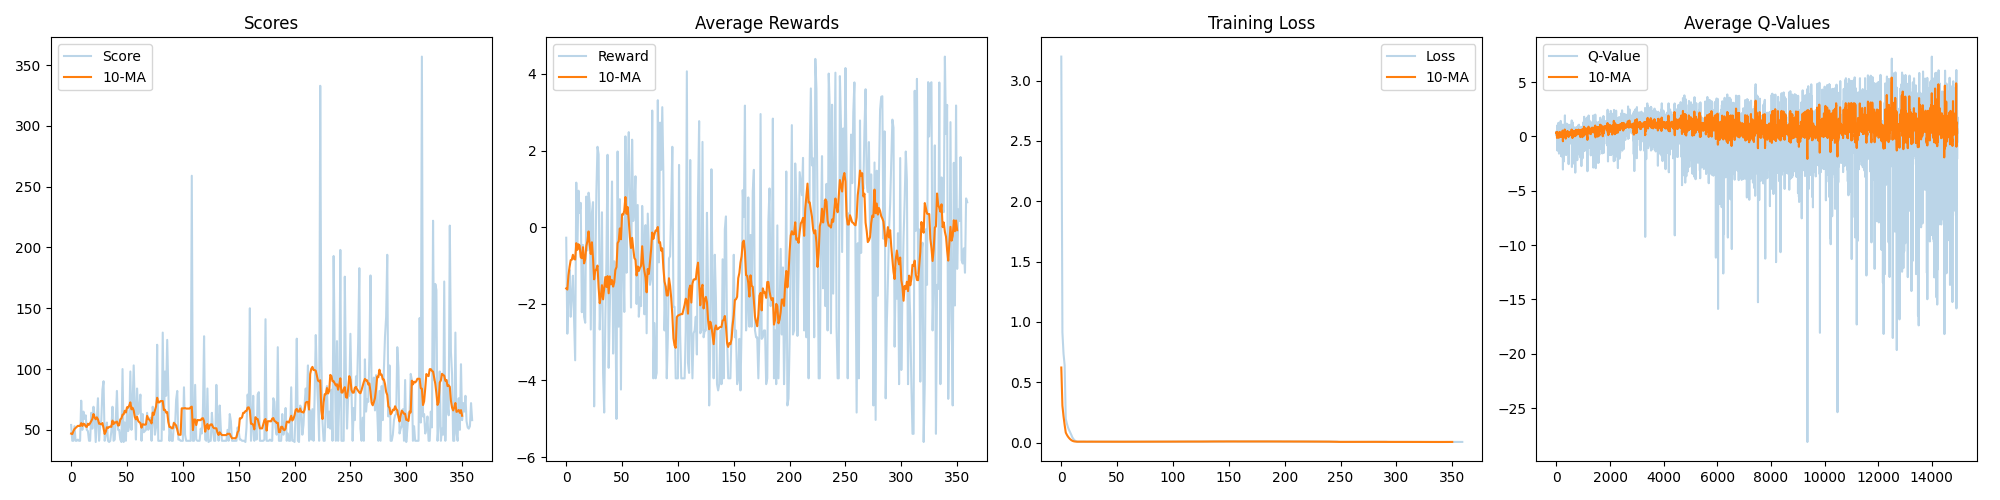 Scores
Score
10-MA
350
300
250
200
150
100
50
0 50 100 150 200 250 300 350
Average Rewards
Reward
10-MA
4
2
0
−2
−4
−6
0 50 100 150 200 250 300 350
Training Loss
Loss
10-MA
3.0
2.5
2.0
1.5
1.0
0.5
0.0
0 50 100 150 200 250 300 350
Average Q-Values
Q-Value
10-MA
5
0
−5
−10
−15
−20
−25
0 2000 4000 6000 8000 10000 12000 14000